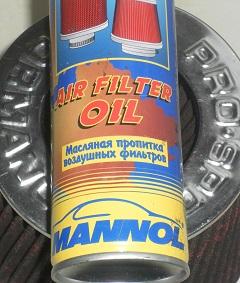 AIR FILTER
OIL
Масляная пропитка
воздушных фильтров
MANNOL